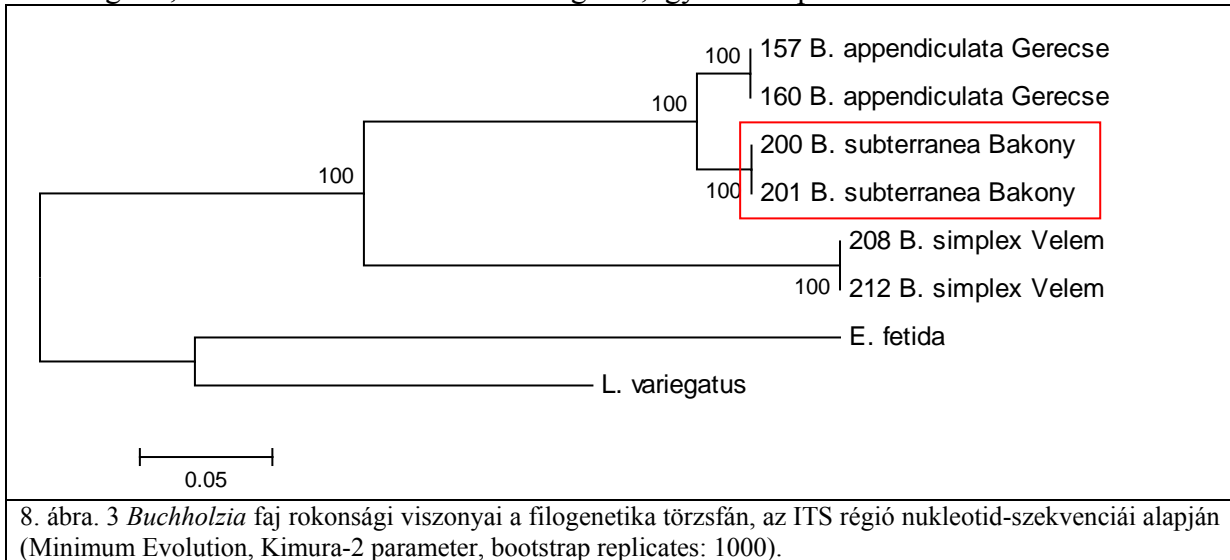 100
157 B. appendiculata Gerecse
160 B. appendiculata Gerecse
100
200 B. subterranea Bakony
100
201 B. subterranea Bakony
100
208 B. simplex Velem
100
212 B. simplex Velem
E. fetida
L. variegatus
0.05
8. ábra. 3 Buchholzia faj rokonsági viszonyai a filogenetika törzsfán, az ITS régió nukleotid-szekvenciái alapján
(Minimum Evolution, Kimura-2 parameter, bootstrap replicates: 1000).